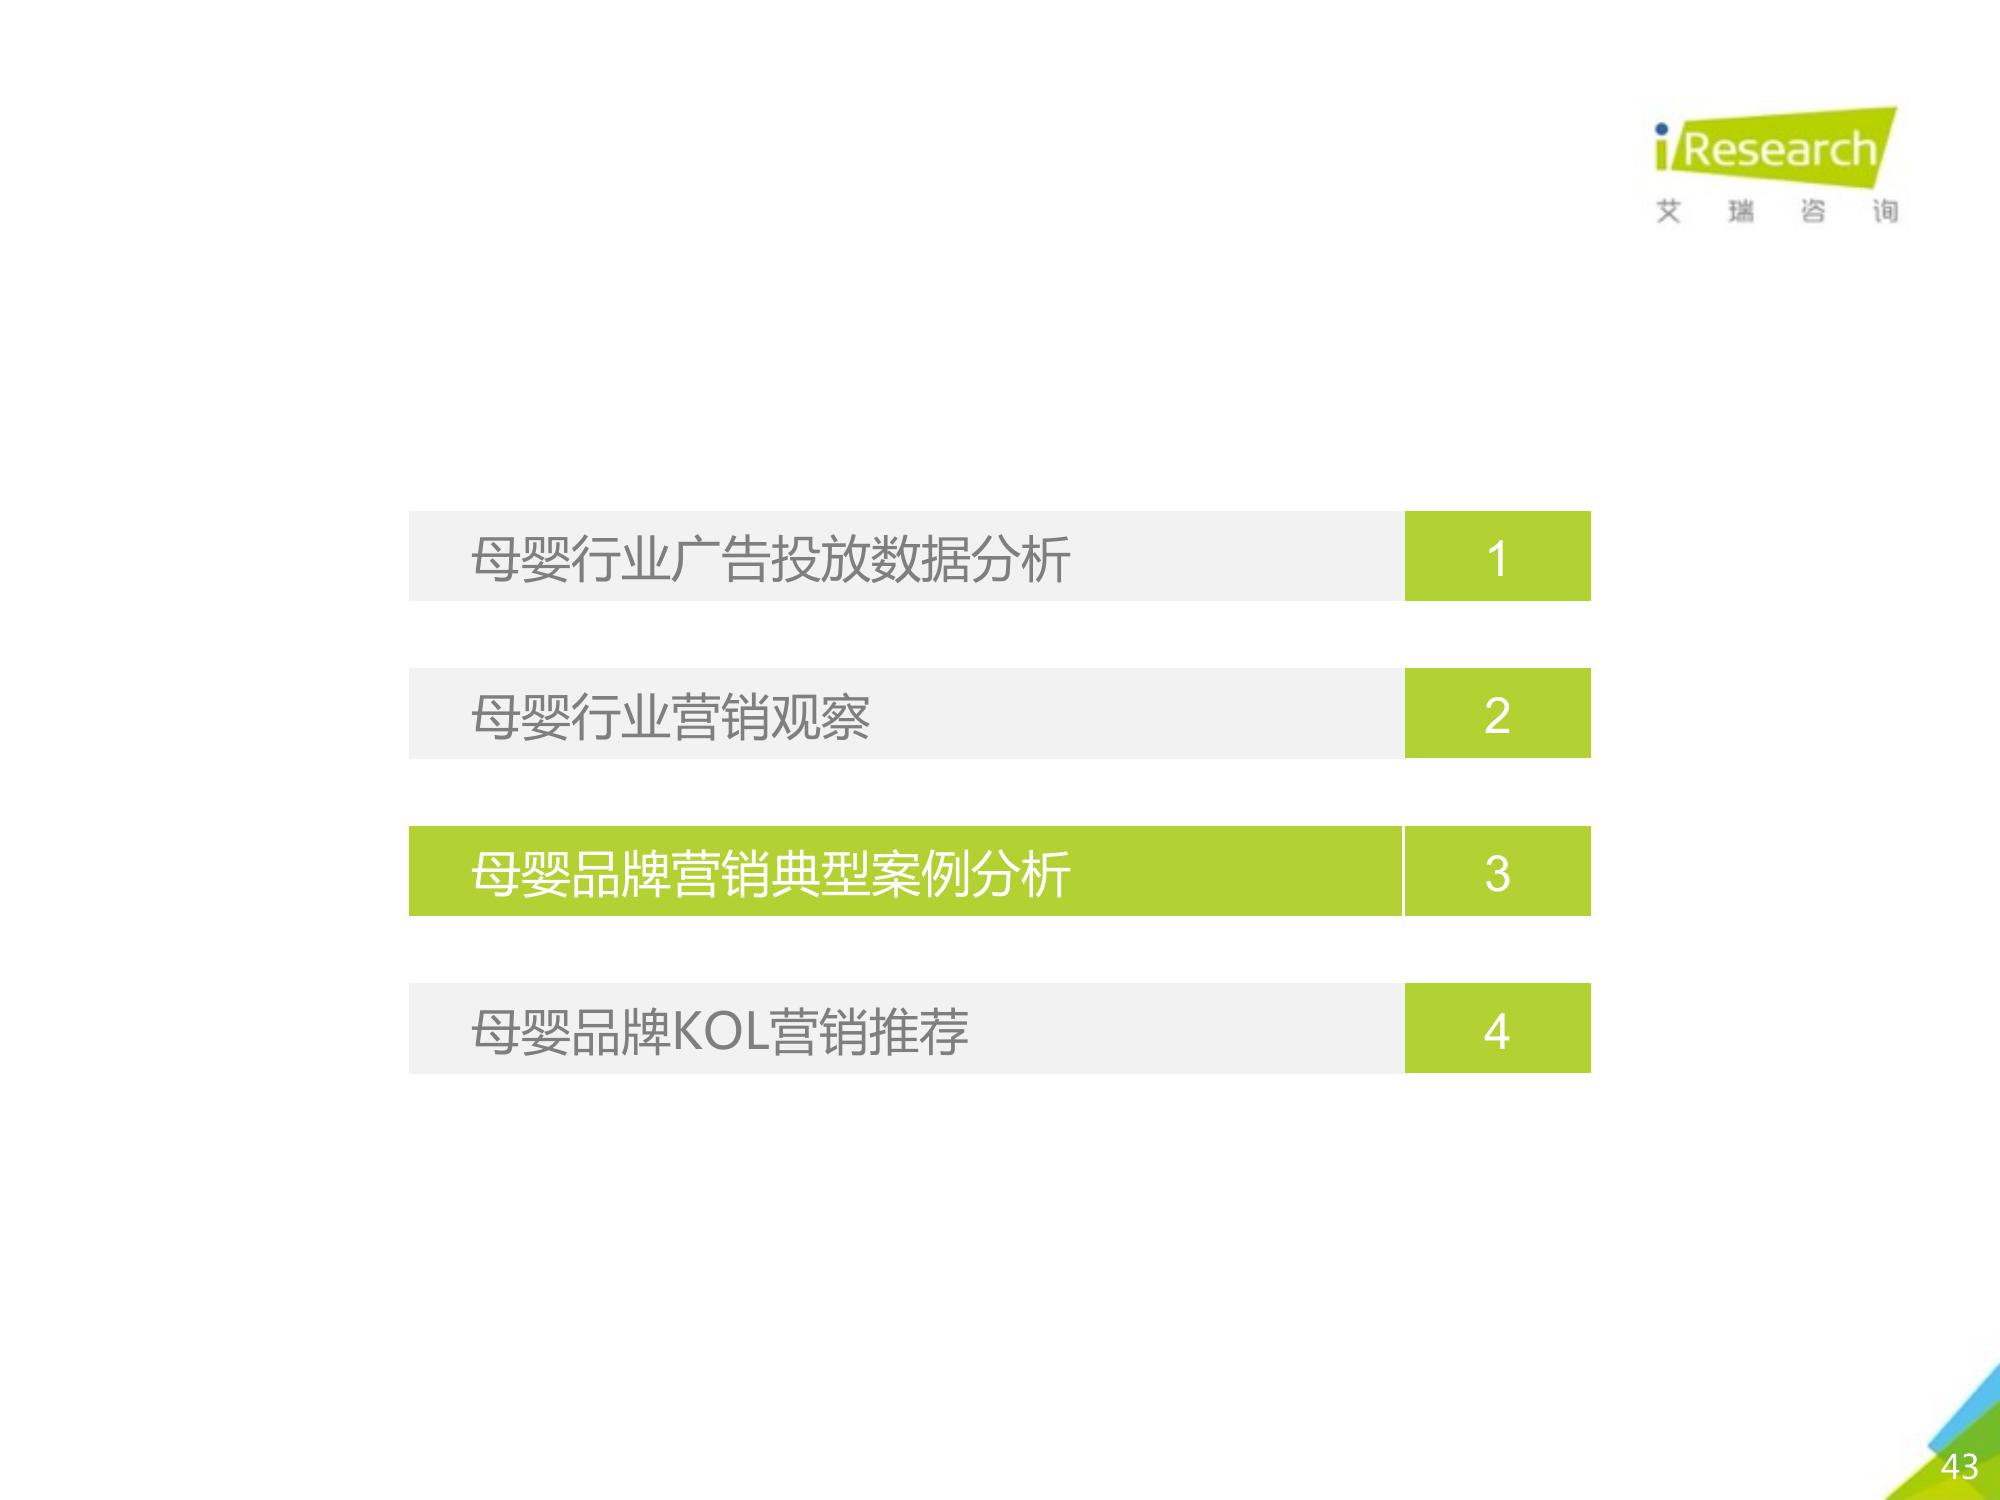 iResearch
艾瑞咨询
母婴行业广告投放数据分析 1
母婴行业营销观察 2
母婴品牌营销典型案例分析 3
母婴品牌KOL营销推荐 4
43